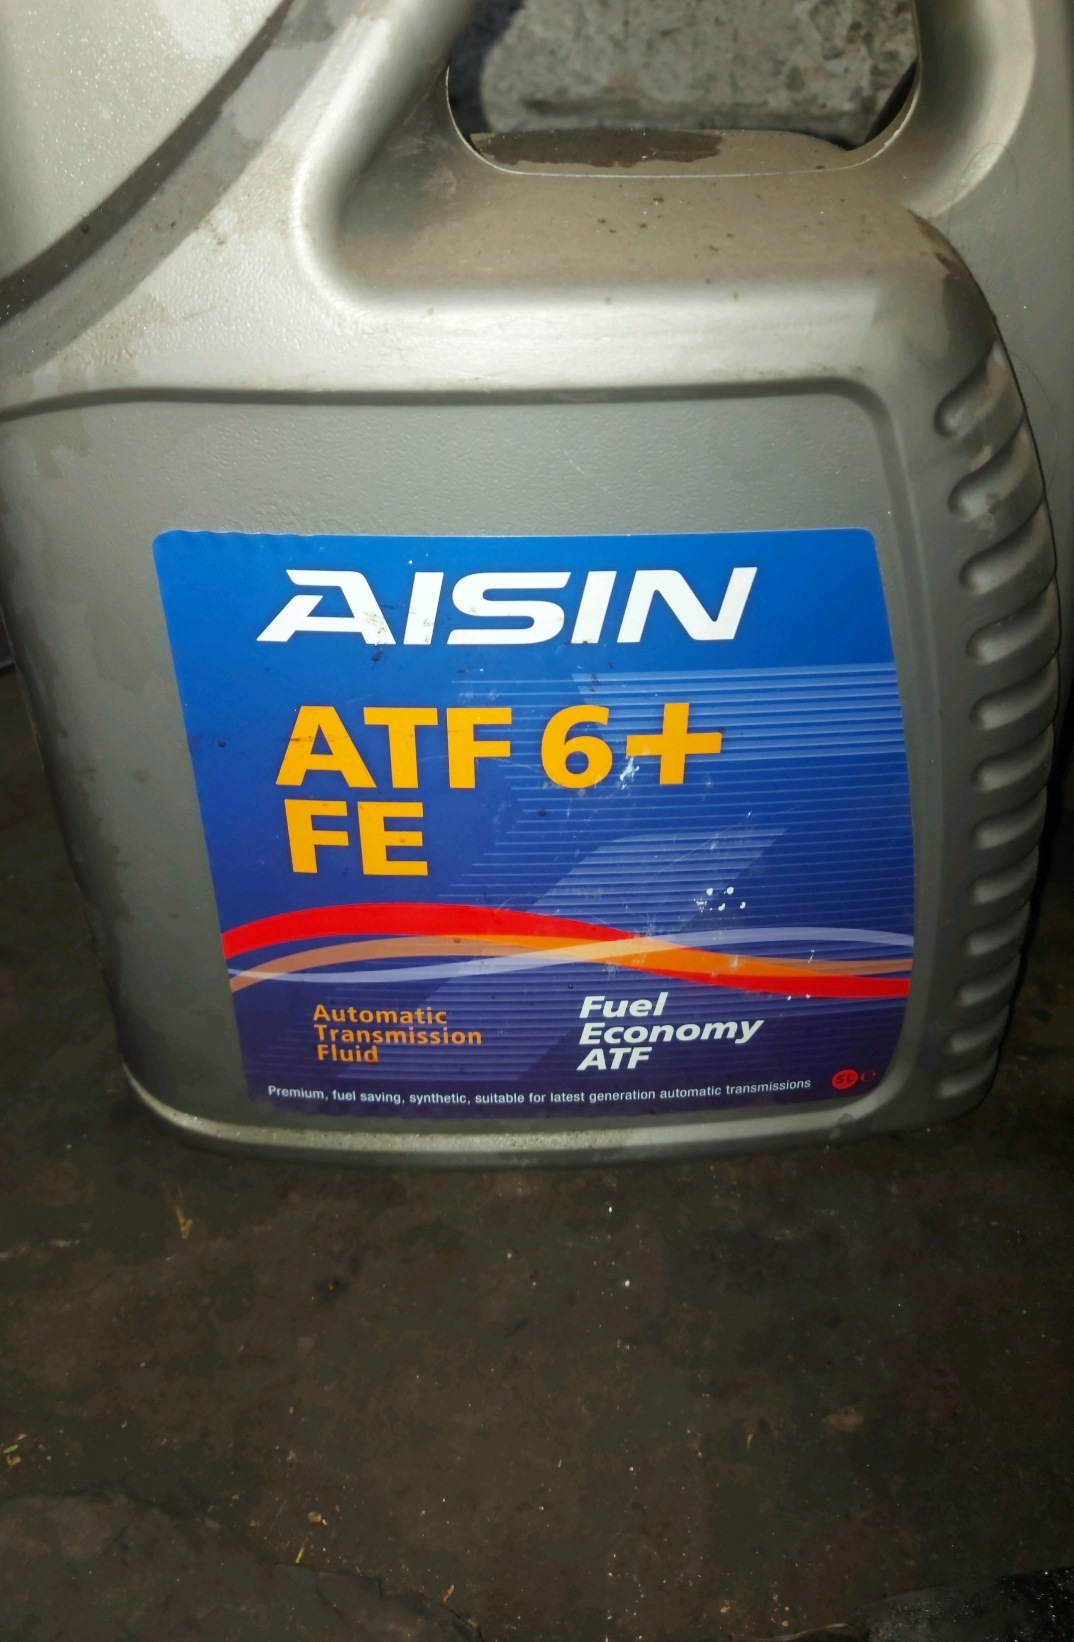 AISIN
ATF 6+
FE
Automatic
Transmission
Fluid
Fuel
Economy
ATF
Premium, fuel saving, synthetic, suitable for latest generation automatic transmissions
5L e